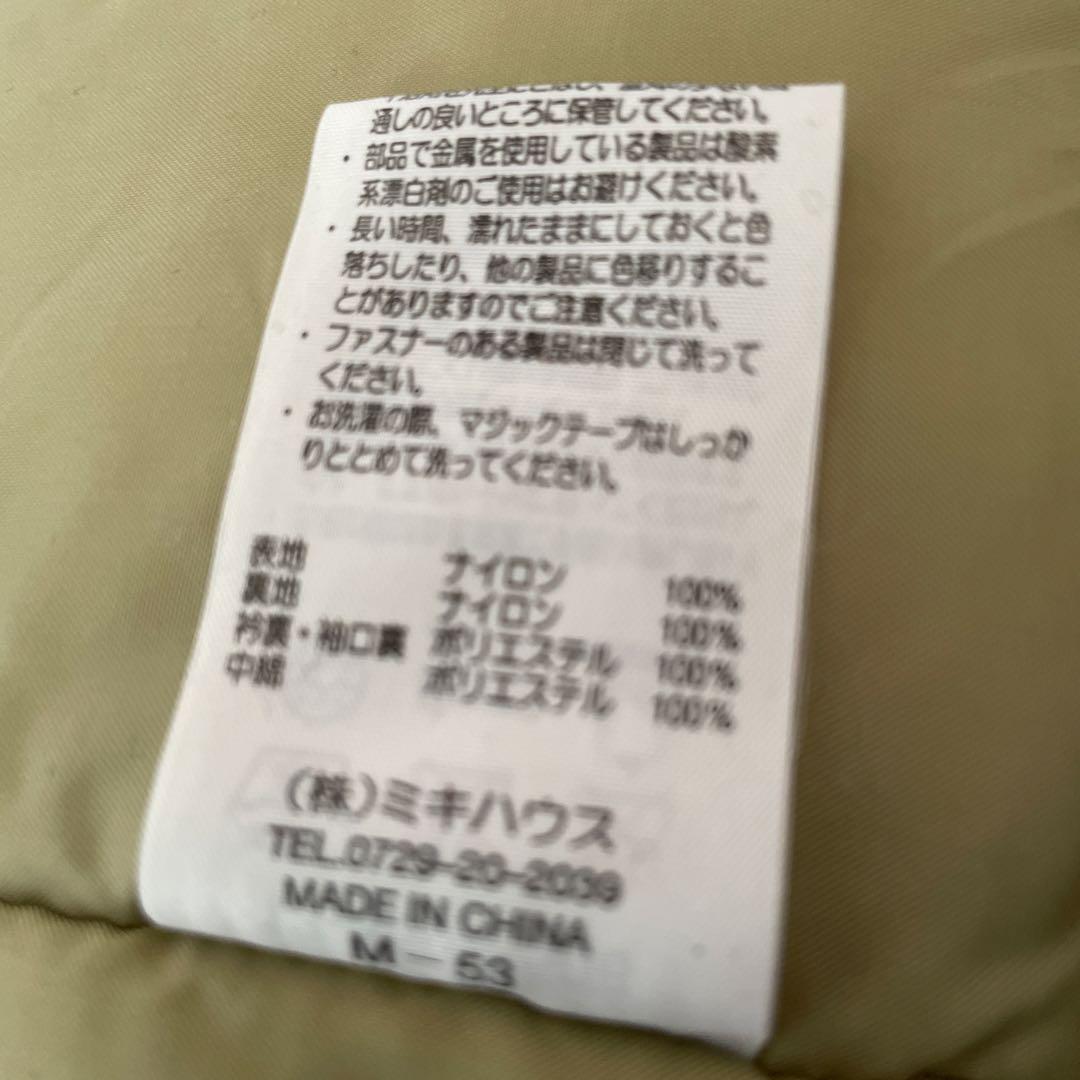 通しの良いところに保管してください。
・部品で金属を使用している製品は酸素
系漂白剤のご使用はお避けください。
・長い時間、濡れたままにしておくと色
落ちしたり、他の製品に色移りするこ
とがありますのでご注意ください。
・ファスナーのある製品は閉じて洗って
ください。
・お洗濯の際、マジックテープはしっか
りととめて洗ってください。
表地 ナイロン 100%
裏地 ナイロン 100%
衿裏・袖口裏 ポリエステル 100%
中綿 ポリエステル 100%
(株)ミキハウス
TEL.0729-20-2039
MADE IN CHINA
M-53